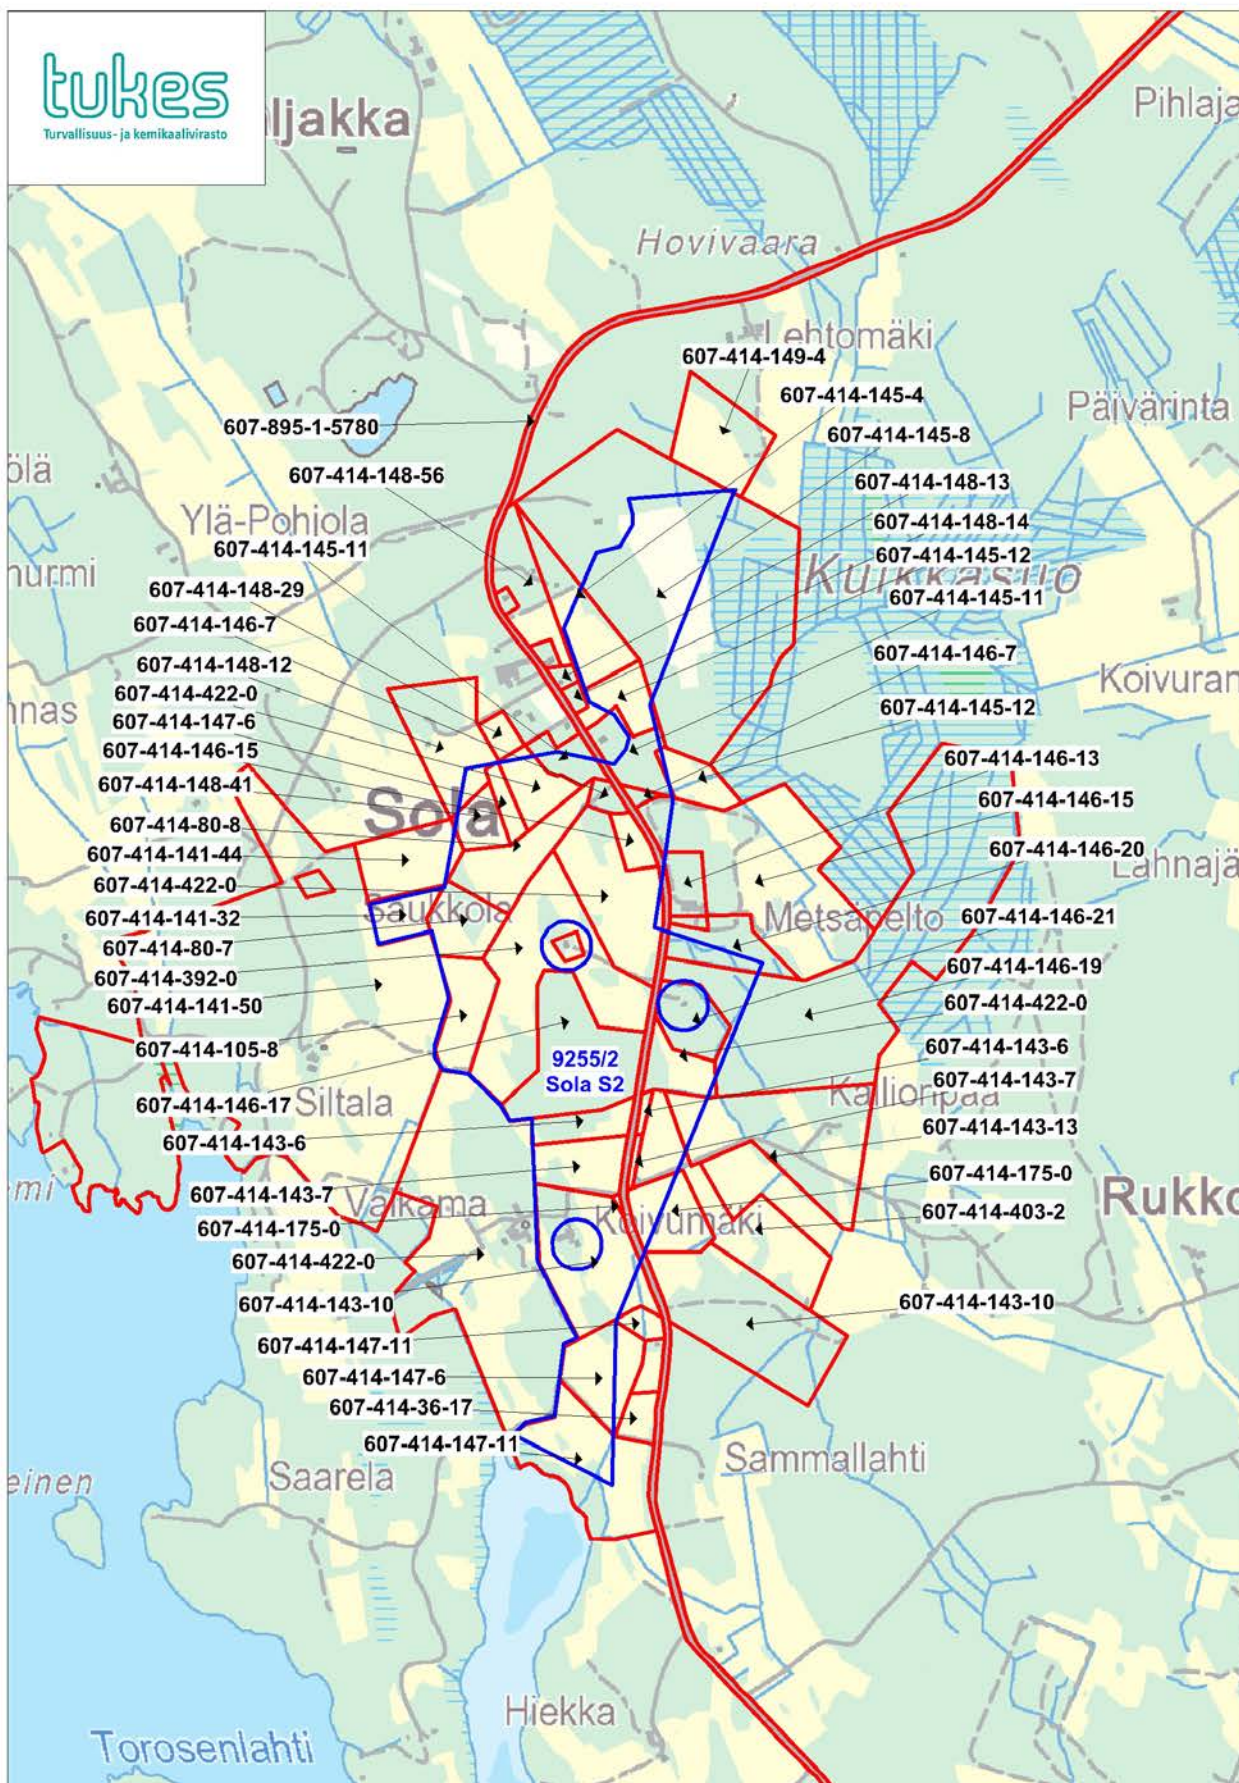 tukes
Turvallisuus- ja kemikaalivirasto
ljakka
Pihlaja
Hovivaara
Lehtomäki
607-414-149-4
607-414-145-4
Päivärinta
607-895-1-5780
607-414-145-8
ölä
607-414-148-56
607-414-148-13
Ylä-Pohjola
607-414-148-14
607-414-145-11
607-414-145-12
nurmi
Kuikkasuo
607-414-148-29
607-414-145-11
607-414-146-7
607-414-146-7
607-414-148-12
Koivuran
607-414-422-0
nnas
607-414-145-12
607-414-147-6
607-414-146-15
607-414-146-13
607-414-148-41
607-414-146-15
Sola
607-414-80-8
607-414-146-20
607-414-141-44
Lahnajä
607-414-422-0
Saukkola
607-414-141-32
Metsäpelto
607-414-146-21
607-414-80-7
607-414-146-19
607-414-392-0
607-414-141-50
607-414-422-0
607-414-105-8
607-414-143-6
9255/2
Sola S2
607-414-143-7
Kallionpää
607-414-146-17
Siltala
607-414-143-13
607-414-143-6
607-414-175-0
emi
607-414-143-7
Valkama
Rukko
607-414-403-2
607-414-175-0
Koivumäki
607-414-422-0
607-414-143-10
607-414-143-10
607-414-147-11
607-414-147-6
607-414-36-17
607-414-147-11
Sammallahti
Saarela
einen
Hiekka
Torosenlahti